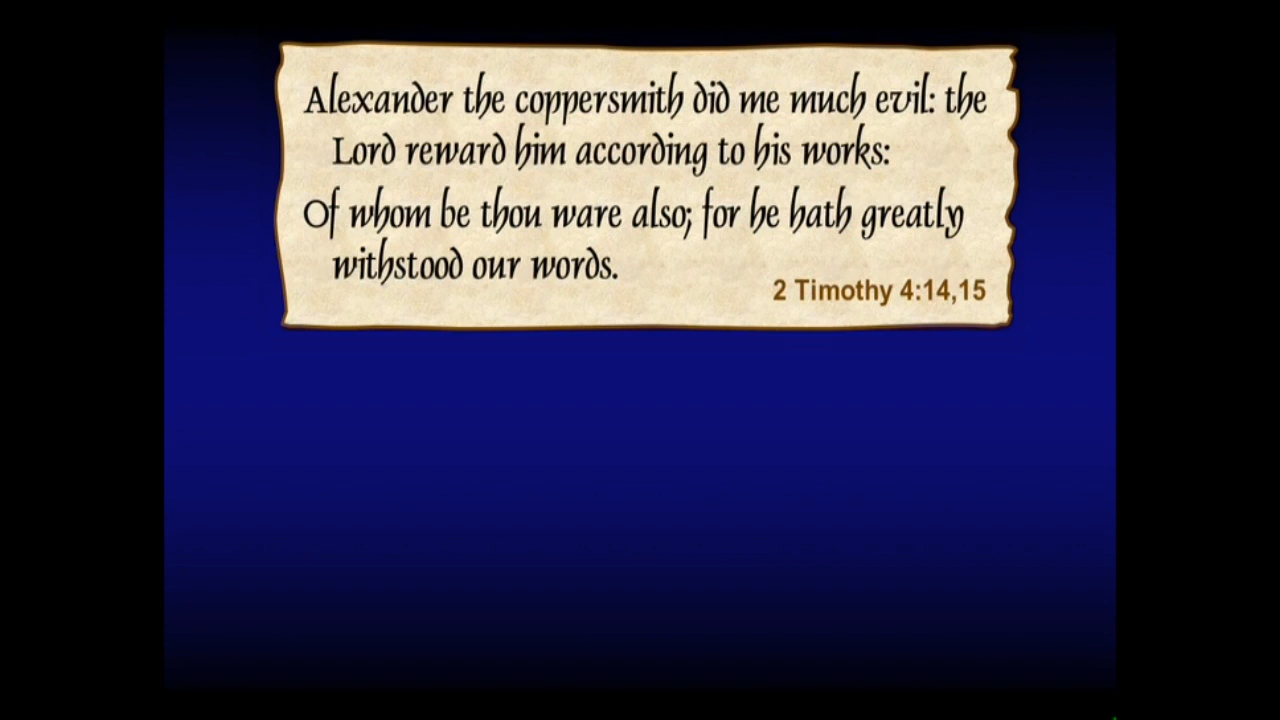 Alexander the coppersmith did me much evil: the
Lord reward him according to his works:
Of whom be thou ware also; for he hath greatly
withstood our words.
2 Timothy 4:14,15